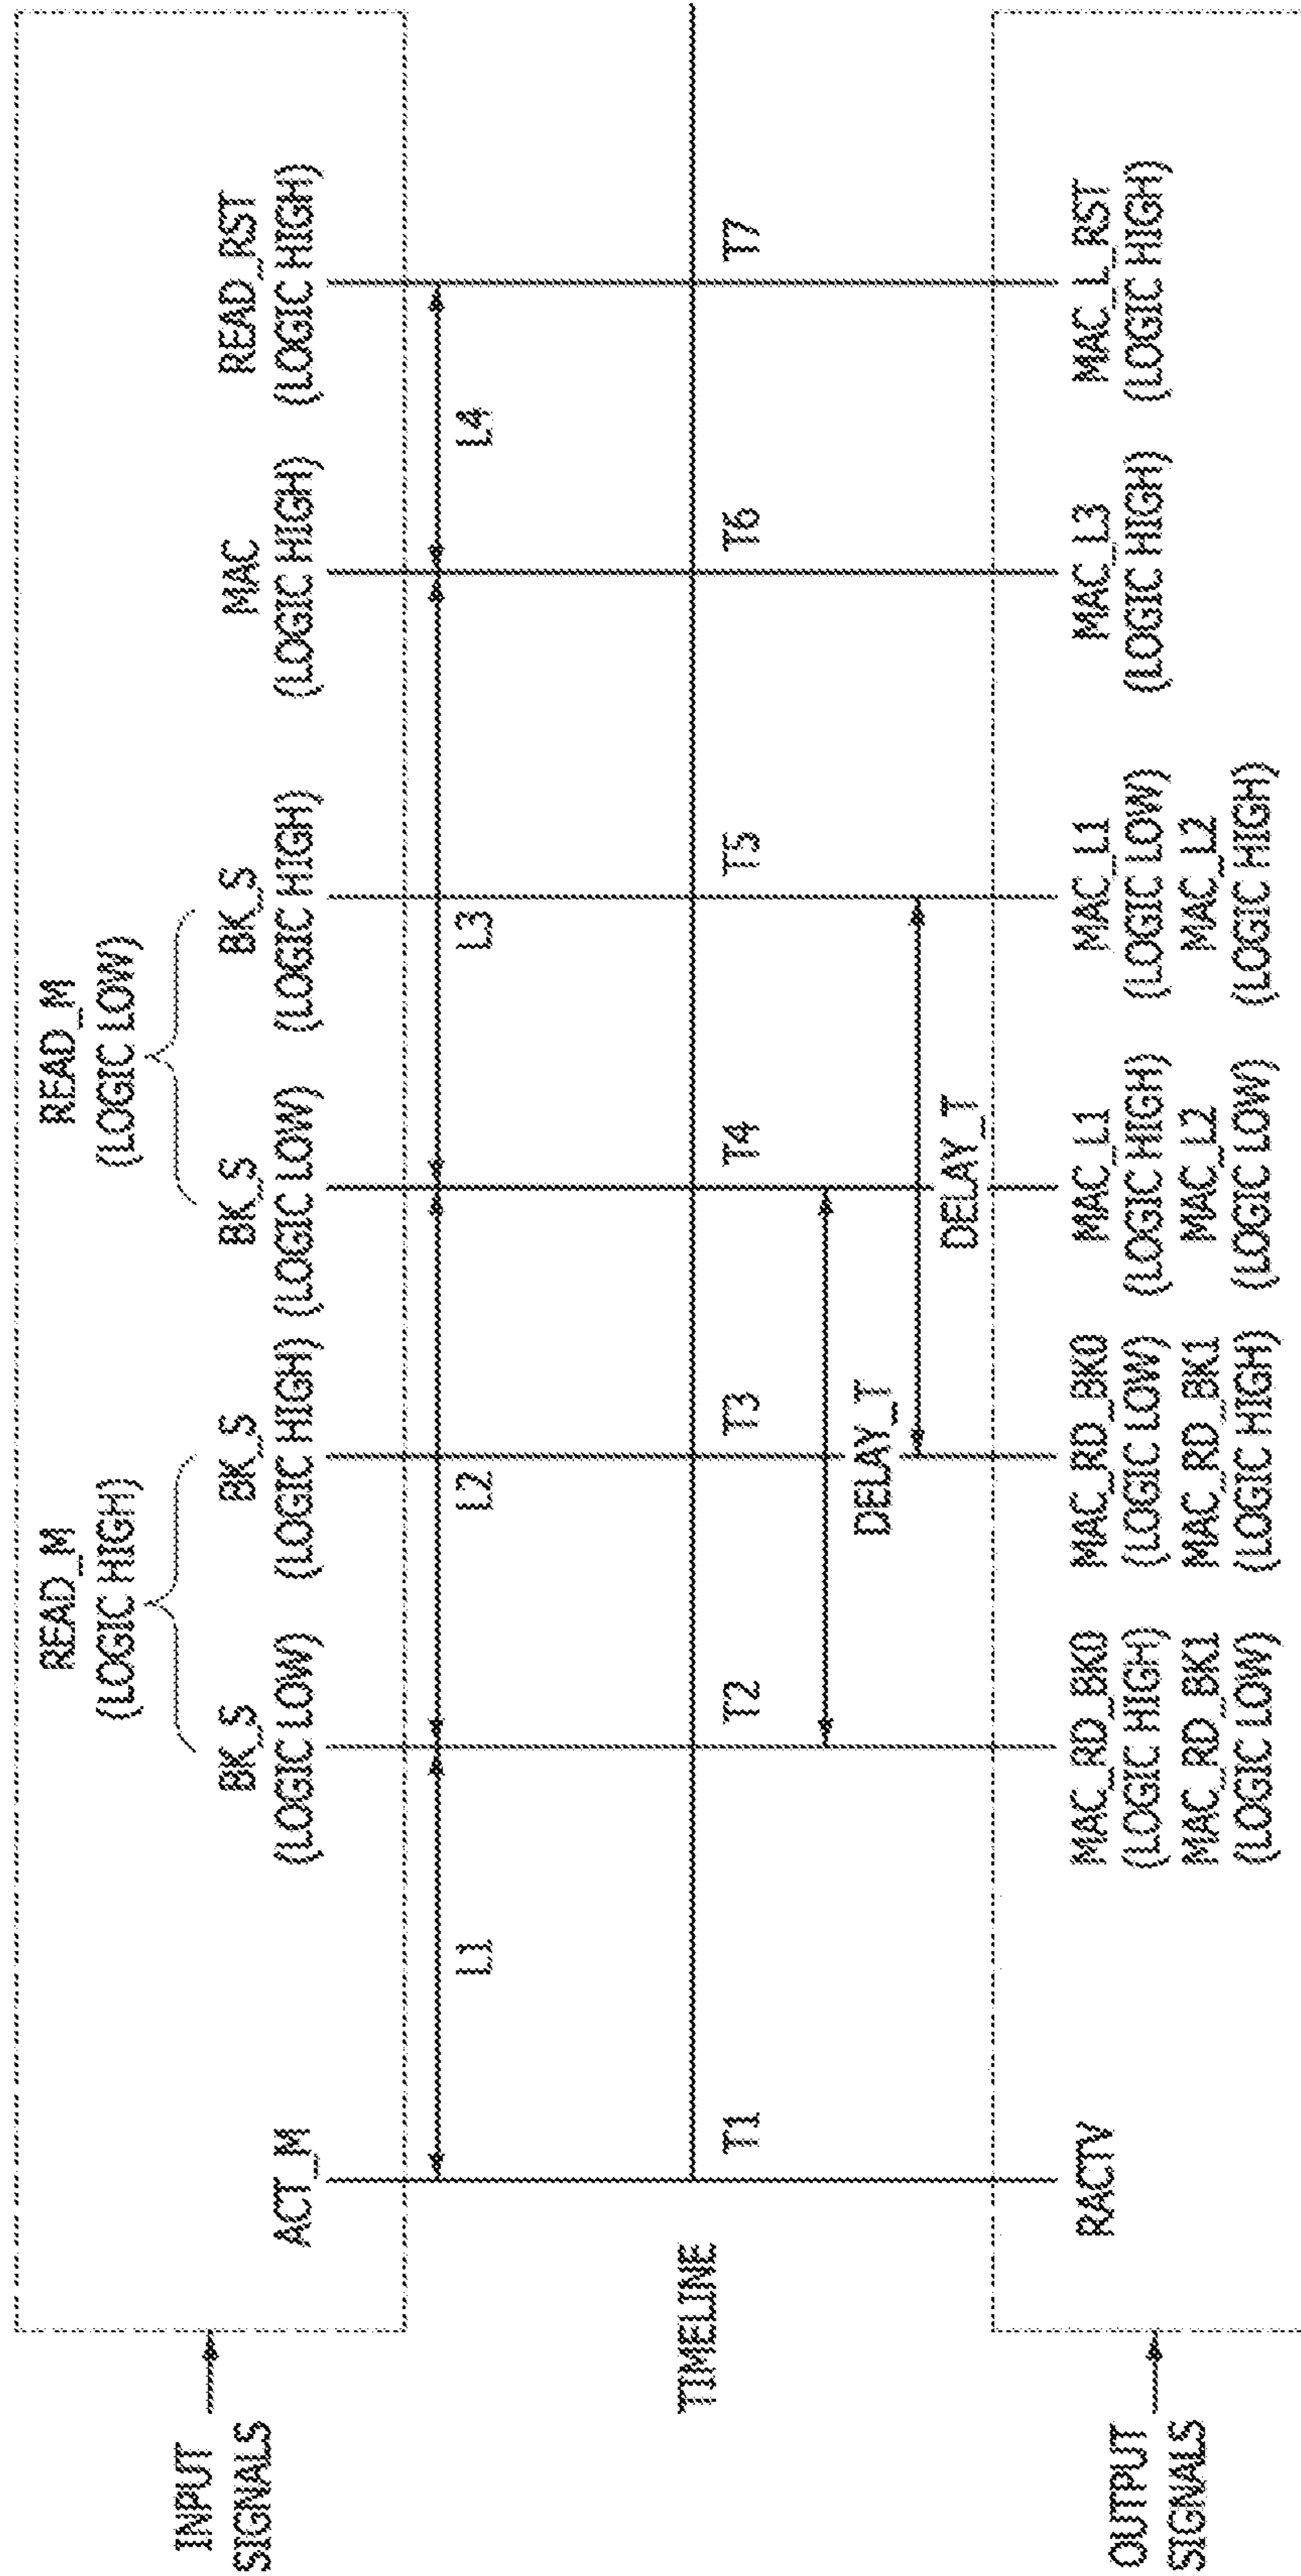 INPUT
SIGNALS
READ_M
(LOGIC HIGH)
READ_M
(LOGIC LOW)
ACT_M
BK_S
(LOGIC LOW)
BK_S
(LOGIC HIGH)
BK_S
(LOGIC LOW)
BK_S
(LOGIC HIGH)
MAC
(LOGIC HIGH)
READ_RST
(LOGIC HIGH)
L1
L2
L3
L4
TIMELINE
T1
T2
T3
T4
T5
T6
T7
DELAY_T
DELAY_T
OUTPUT
SIGNALS
RACTV
MAC_RD_BK0
(LOGIC HIGH)
MAC_RD_BK1
(LOGIC LOW)
MAC_RD_BK0
(LOGIC LOW)
MAC_RD_BK1
(LOGIC HIGH)
MAC_L1
(LOGIC HIGH)
MAC_L2
(LOGIC LOW)
MAC_L1
(LOGIC LOW)
MAC_L2
(LOGIC HIGH)
MAC_L3
(LOGIC HIGH)
MAC_L_RST
(LOGIC HIGH)